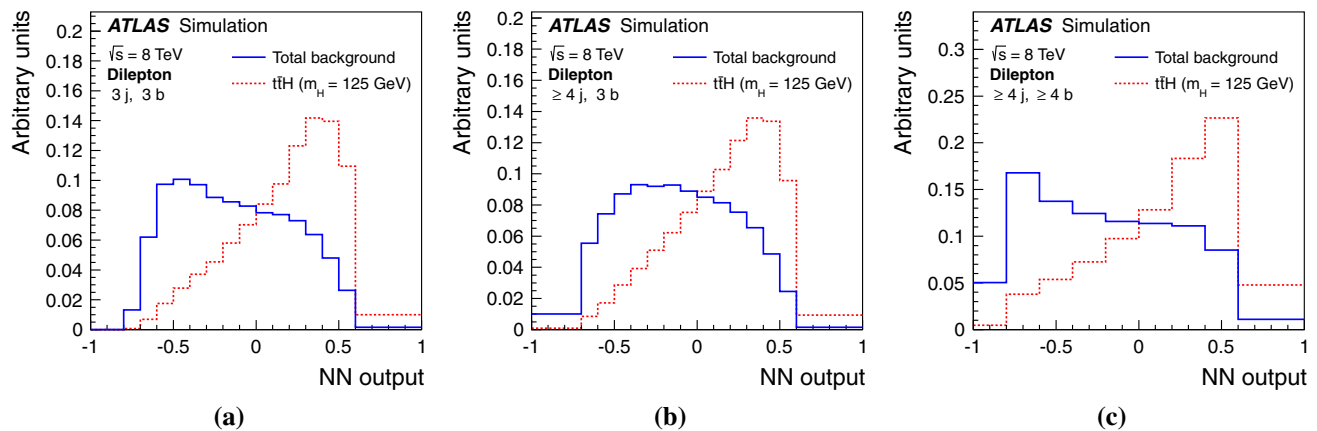 ATLAS Simulation
√s = 8 TeV
Dilepton
3 j, 3 b
Total background
tt̄H (m_H = 125 GeV)
Arbitrary units
0.2
0.18
0.16
0.14
0.12
0.1
0.08
0.06
0.04
0.02
0
-1 -0.5 0 0.5 1
NN output
(a)
ATLAS Simulation
√s = 8 TeV
Dilepton
≥ 4 j, 3 b
Total background
tt̄H (m_H = 125 GeV)
Arbitrary units
0.2
0.18
0.16
0.14
0.12
0.1
0.08
0.06
0.04
0.02
0
-1 -0.5 0 0.5 1
NN output
(b)
ATLAS Simulation
√s = 8 TeV
Dilepton
≥ 4 j, ≥ 4 b
Total background
tt̄H (m_H = 125 GeV)
Arbitrary units
0.3
0.25
0.2
0.15
0.1
0.05
0
-1 -0.5 0 0.5 1
NN output
(c)